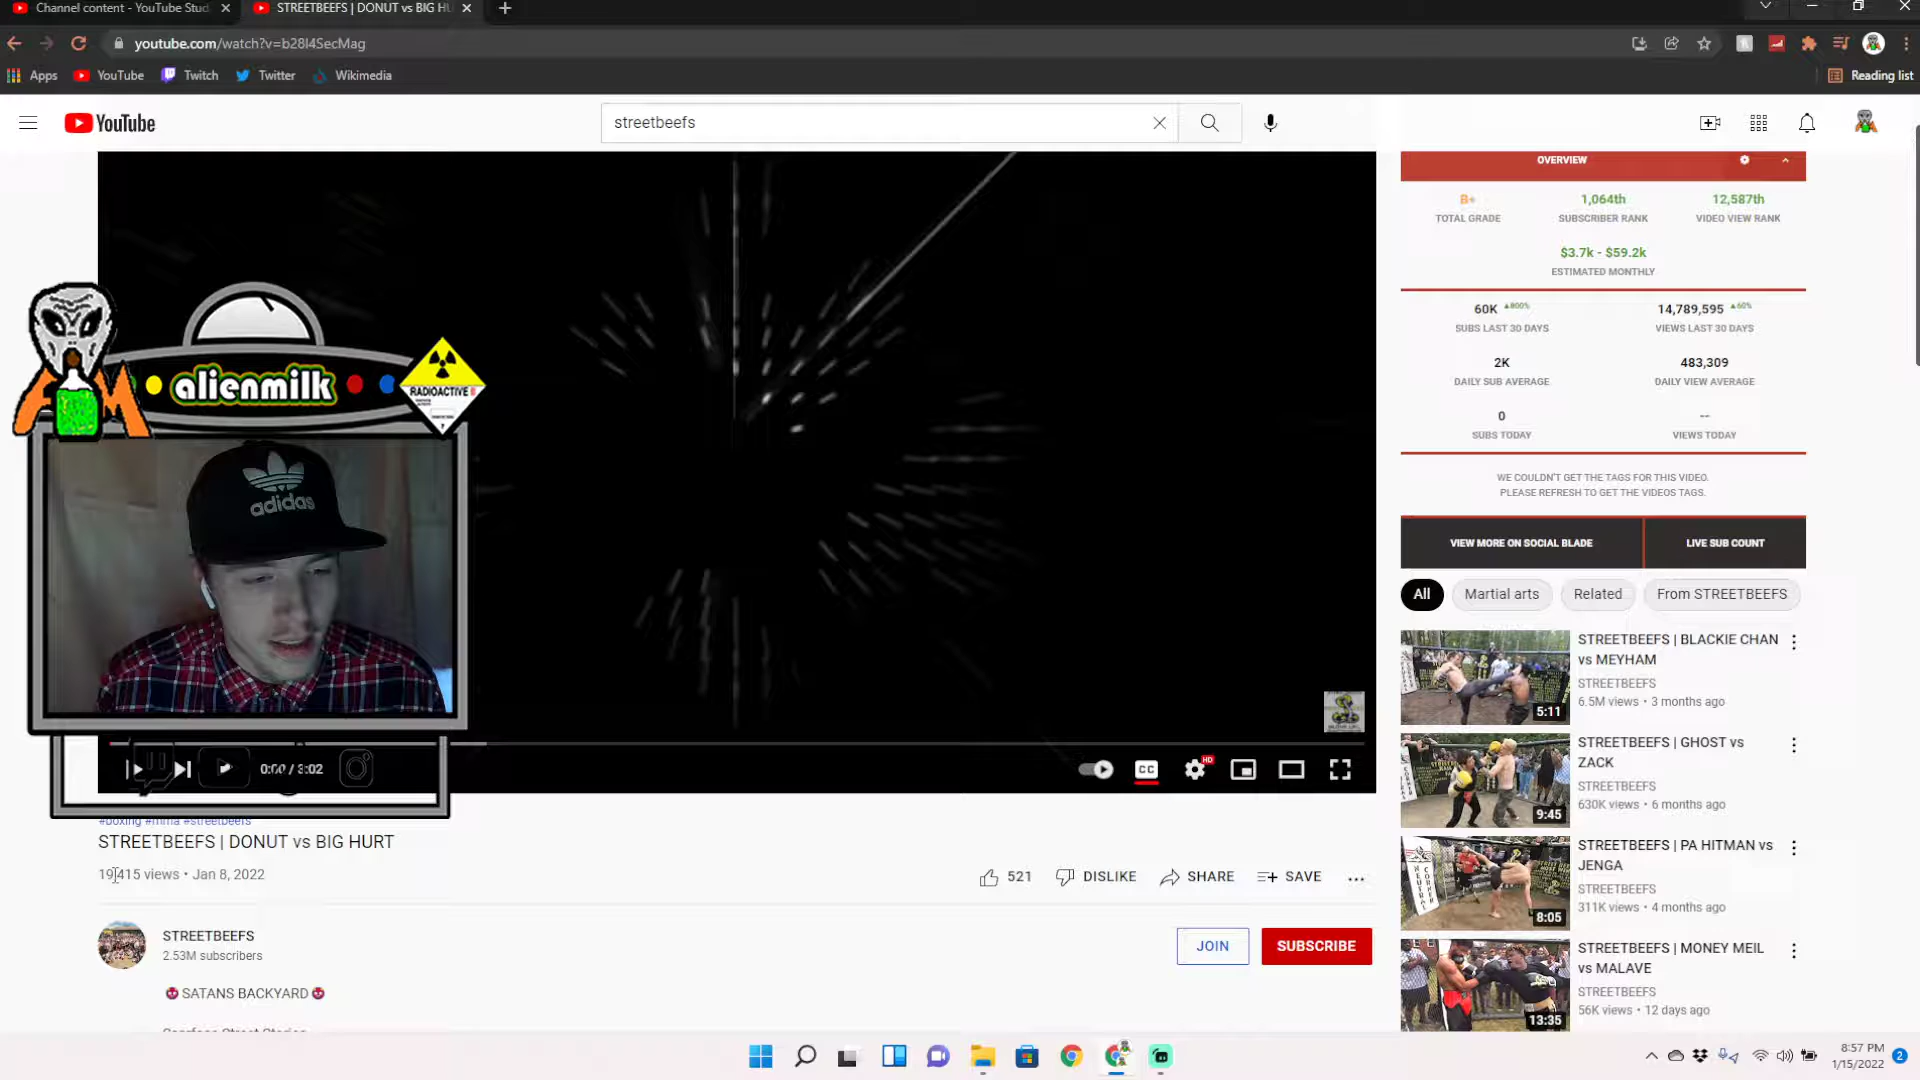 Channel content - YouTube Stud
STREETBEEFS | DONUT vs BIG HU
youtube.com/watch?v=b28I4SecMag
Apps
YouTube
Twitch
Twitter
Wikimedia
Reading list
YouTube
streetbeefs
OVERVIEW
B+
TOTAL GRADE
1,064th
SUBSCRIBER RANK
12,587th
VIDEO VIEW RANK
$3.7k - $59.2k
ESTIMATED MONTHLY
60K ▲800%
SUBS LAST 30 DAYS
14,789,595 ▲60%
VIEWS LAST 30 DAYS
2K
DAILY SUB AVERAGE
483,309
DAILY VIEW AVERAGE
0
SUBS TODAY
--
VIEWS TODAY
WE COULDN'T GET THE TAGS FOR THIS VIDEO.
PLEASE REFRESH TO GET THE VIDEOS TAGS.
VIEW MORE ON SOCIAL BLADE
LIVE SUB COUNT
All
Martial arts
Related
From STREETBEEFS
alienmilk
RADIOACTIVE
adidas
0:00 / 3:02
CC
HD
#boxing #mma #streetbeefs
STREETBEEFS | DONUT vs BIG HURT
19,415 views • Jan 8, 2022
521
DISLIKE
SHARE
SAVE
STREETBEEFS
2.53M subscribers
JOIN
SUBSCRIBE
SATANS BACKYARD
STREETBEEFS | BLACKIE CHAN
vs MEYHAM
STREETBEEFS
6.5M views • 3 months ago
5:11
STREETBEEFS | GHOST vs
ZACK
STREETBEEFS
630K views • 6 months ago
9:45
STREETBEEFS | PA HITMAN vs
JENGA
STREETBEEFS
311K views • 4 months ago
8:05
STREETBEEFS | MONEY MEIL
vs MALAVE
STREETBEEFS
56K views • 12 days ago
13:35
8:57 PM
1/15/2022
2